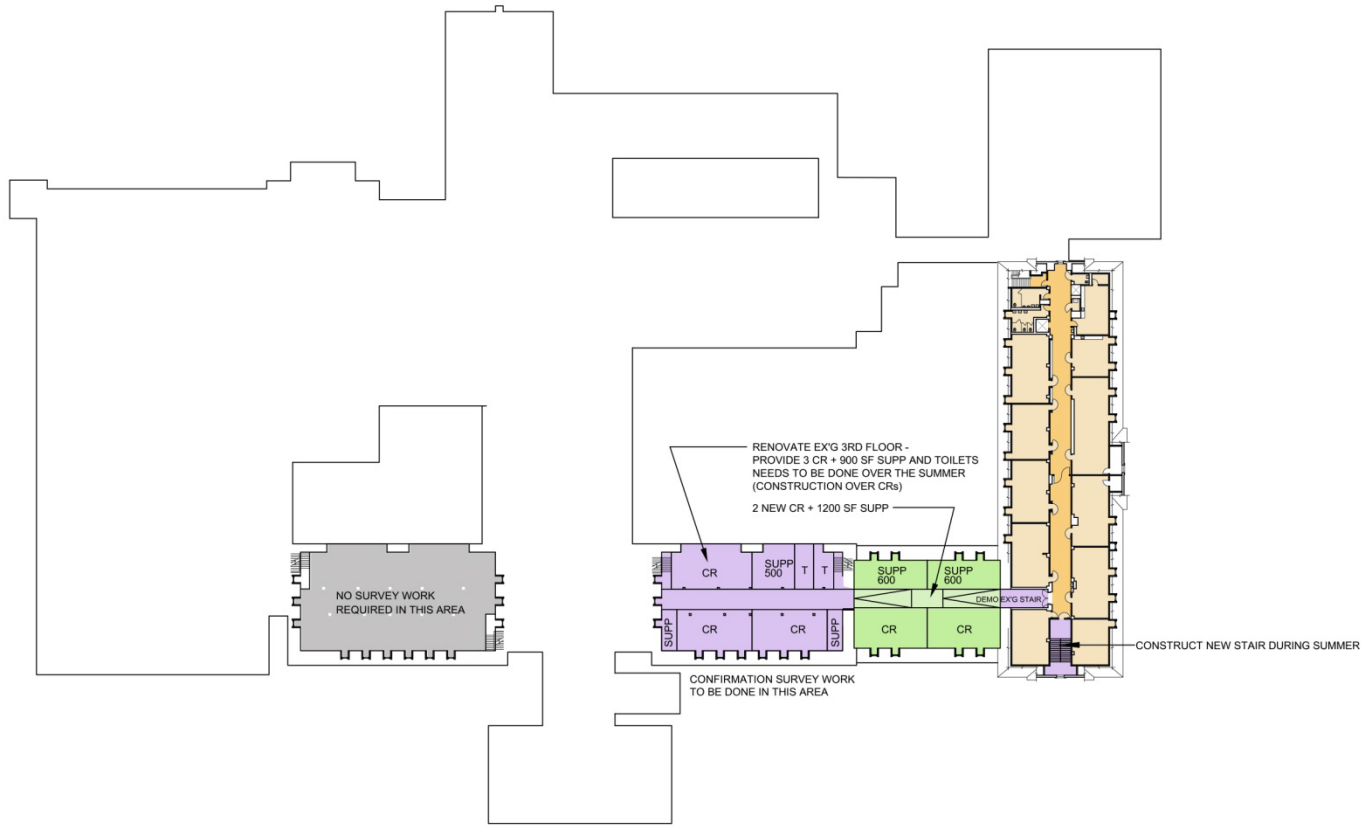 RENOVATE EX'G 3RD FLOOR -
PROVIDE 3 CR + 900 SF SUPP AND TOILETS
NEEDS TO BE DONE OVER THE SUMMER
(CONSTRUCTION OVER CRs)
2 NEW CR + 1200 SF SUPP
NO SURVEY WORK
REQUIRED IN THIS AREA
CR
SUPP
500
T
T
SUPP
600
SUPP
600
DEMO EX'G STAIR
SUPP
CR
CR
SUPP
CR
CR
CONSTRUCT NEW STAIR DURING SUMMER
CONFIRMATION SURVEY WORK
TO BE DONE IN THIS AREA